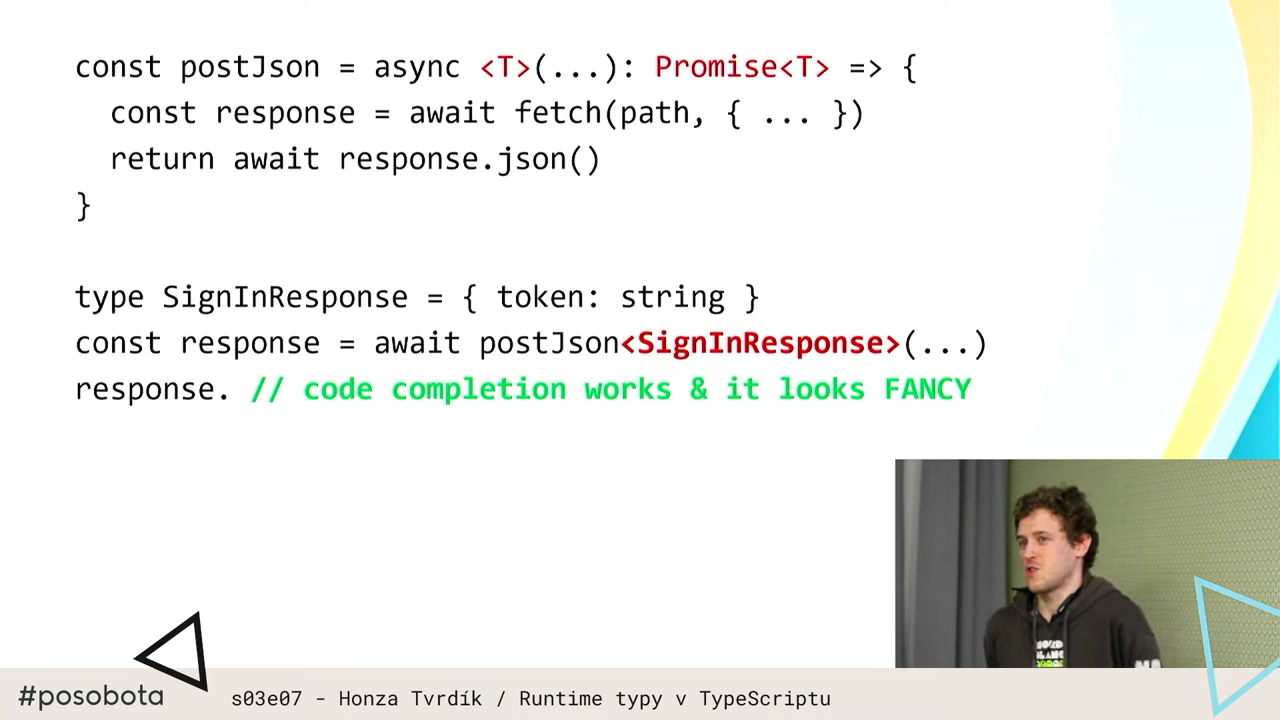 const postJson = async <T>(...): Promise<T> => {
  const response = await fetch(path, { ... })
  return await response.json()
}
type SignInResponse = { token: string }
const response = await postJson<SignInResponse>(...)
response. // code completion works & it looks FANCY
#posobota
s03e07 - Honza Tvrdík / Runtime typy v TypeScriptu